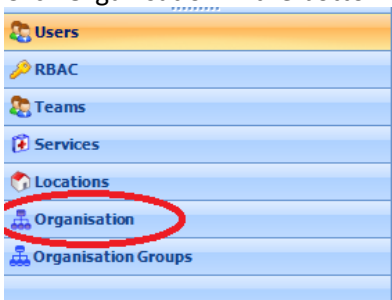 Users
RBAC
Teams
Services
Locations
Organisation
Organisation Groups